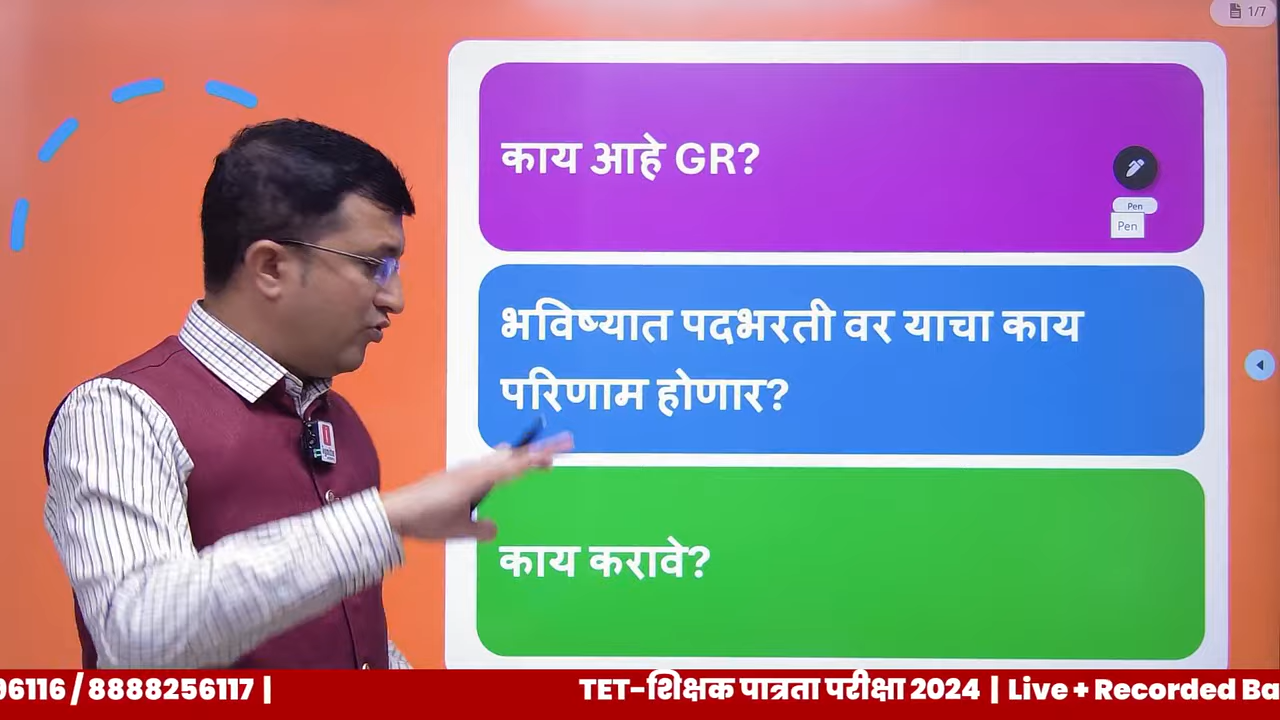 1/7
काय आहे GR?
Pen
Pen
भविष्यात पदभरती वर याचा काय
परिणाम होणार?
काय करावे?
96116 / 8888256117 |
TET-शिक्षक पात्रता परीक्षा 2024 | Live + Recorded Ba